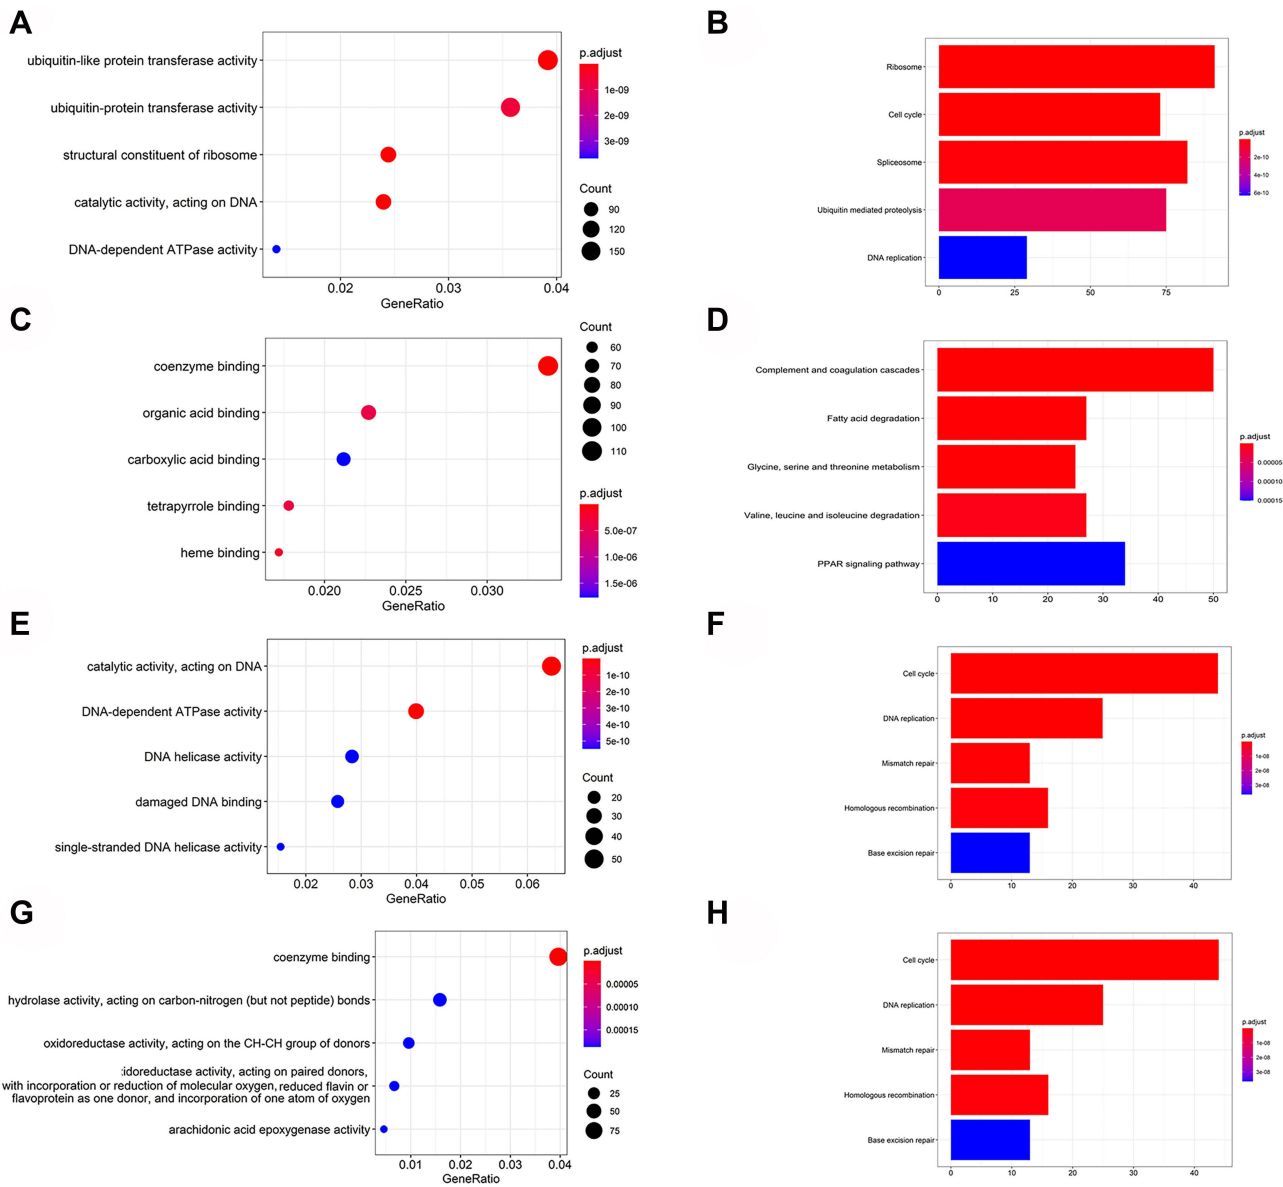 A
ubiquitin-like protein transferase activity
ubiquitin-protein transferase activity
structural constituent of ribosome
catalytic activity, acting on DNA
DNA-dependent ATPase activity
0.02 0.03 0.04
GeneRatio
p.adjust
1e-09
2e-09
3e-09
Count
90
120
150
B
Ribosome
Cell cycle
Spliceosome
Ubiquitin mediated proteolysis
DNA replication
0 25 50 75
p.adjust
2e-10
4e-10
6e-10
C
coenzyme binding
organic acid binding
carboxylic acid binding
tetrapyrrole binding
heme binding
0.020 0.025 0.030
GeneRatio
Count
60
70
80
90
100
110
p.adjust
5.0e-07
1.0e-06
1.5e-06
D
Complement and coagulation cascades
Fatty acid degradation
Glycine, serine and threonine metabolism
Valine, leucine and isoleucine degradation
PPAR signaling pathway
0 10 20 30 40 50
p.adjust
0.00005
0.00010
0.00015
E
catalytic activity, acting on DNA
DNA-dependent ATPase activity
DNA helicase activity
damaged DNA binding
single-stranded DNA helicase activity
0.02 0.03 0.04 0.05 0.06
GeneRatio
p.adjust
1e-10
2e-10
3e-10
4e-10
5e-10
Count
20
30
40
50
F
Cell cycle
DNA replication
Mismatch repair
Homologous recombination
Base excision repair
0 10 20 30 40
p.adjust
1e-08
2e-08
3e-08
G
coenzyme binding
hydrolase activity, acting on carbon-nitrogen (but not peptide) bonds
oxidoreductase activity, acting on the CH-CH group of donors
idoreductase activity, acting on paired donors,
with incorporation or reduction of molecular oxygen, reduced flavin or
flavoprotein as one donor, and incorporation of one atom of oxygen
arachidonic acid epoxygenase activity
0.01 0.02 0.03 0.04
GeneRatio
p.adjust
0.00005
0.00010
0.00015
Count
25
50
75
H
Cell cycle
DNA replication
Mismatch repair
Homologous recombination
Base excision repair
0 10 20 30 40
p.adjust
1e-08
2e-08
3e-08